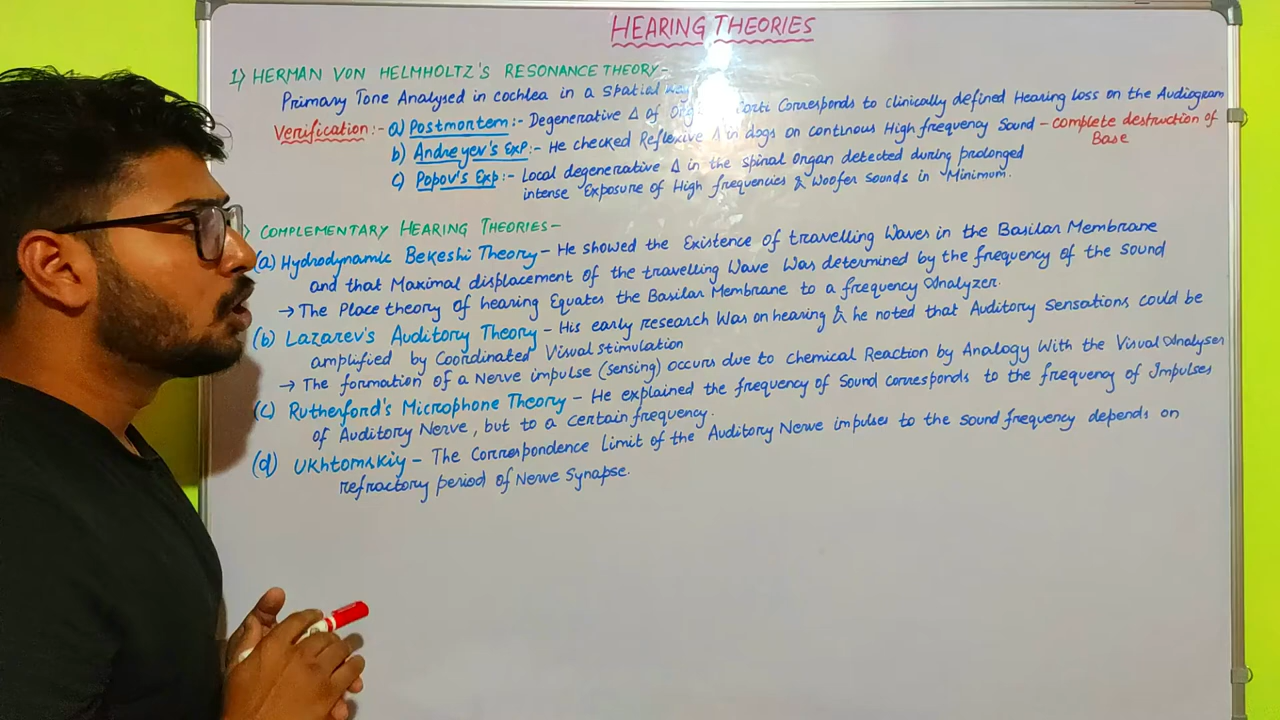 HEARING THEORIES
1) HERMAN VON HELMHOLTZ'S RESONANCE THEORY-
Primary Tone Analysed in cochlea in a spatial way
Verification :- a) Postmortem :- Degenerative Δ of Org Corti Corresponds to clinically defined Hearing loss on the Audiogram
b) Andreyev's Exp :- He checked Reflexive Δ in dogs on continous High frequency Sound - complete destruction of
Base
c) Popov's Exp :- Local degenerative Δ in the spinal Organ detected during prolonged
intense Exposure of High frequencies & Woofer sounds in Minimum.
) COMPLEMENTARY HEARING THEORIES-
(a) Hydrodynamic Bekeshi Theory - He showed the Existence of travelling Waves in the Basilar Membrane
and that Maximal displacement of the travelling Wave Was determined by the frequency of the Sound
→ The Place theory of hearing Equates the Basilar Membrane to a frequency Analyzer.
(b) Lazarev's Auditory Theory - His early research Was on hearing & he noted that Auditory Sensations could be
amplified by Coordinated Visual Stimulation
→ The formation of a Nerve impulse (sensing) occurs due to chemical Reaction by Analogy With the Visual Analyser
(c) Rutherford's Microphone Theory - He explained the frequency of Sound corresponds to the frequency of Impulses
of Auditory Nerve, but to a certain frequency.
(d) Ukhtomskiy - The Correspondence Limit of the Auditory Nerve impulses to the sound frequency depends on
refractory period of Nerve Synapse.